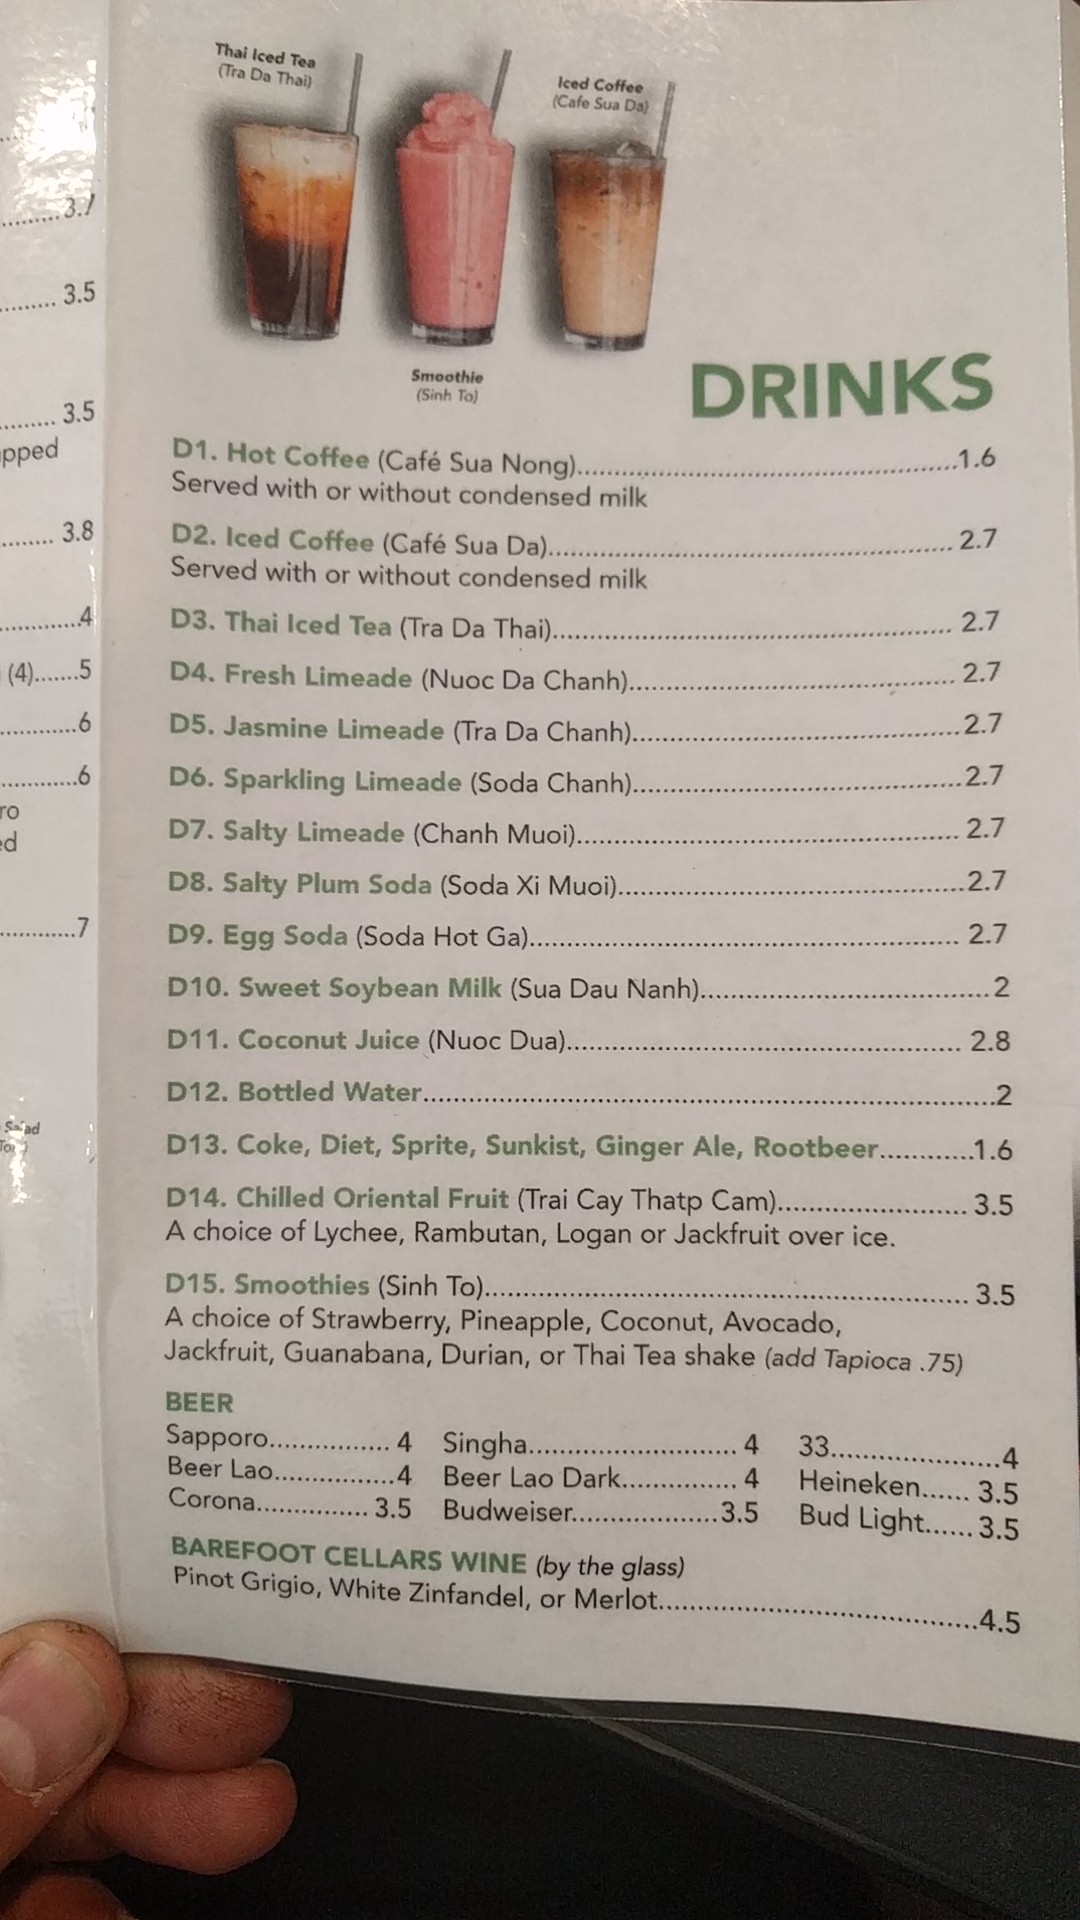 Thai Iced Tea
(Tra Da Thai)
Iced Coffee
(Cafe Sua Da)
Smoothie
(Sinh To)
3.7
3.5
3.5
pped
3.8
4
(4).......5
6
6
ro
ed
7
Salad
DRINKS
D1. Hot Coffee (Café Sua Nong)..........1.6
Served with or without condensed milk
D2. Iced Coffee (Café Sua Da)..........2.7
Served with or without condensed milk
D3. Thai Iced Tea (Tra Da Thai)..........2.7
D4. Fresh Limeade (Nuoc Da Chanh)..........2.7
D5. Jasmine Limeade (Tra Da Chanh)..........2.7
D6. Sparkling Limeade (Soda Chanh)..........2.7
D7. Salty Limeade (Chanh Muoi)..........2.7
D8. Salty Plum Soda (Soda Xi Muoi)..........2.7
D9. Egg Soda (Soda Hot Ga)..........2.7
D10. Sweet Soybean Milk (Sua Dau Nanh)..........2
D11. Coconut Juice (Nuoc Dua)..........2.8
D12. Bottled Water..........2
D13. Coke, Diet, Sprite, Sunkist, Ginger Ale, Rootbeer..........1.6
D14. Chilled Oriental Fruit (Trai Cay Thatp Cam)..........3.5
A choice of Lychee, Rambutan, Logan or Jackfruit over ice.
D15. Smoothies (Sinh To)..........3.5
A choice of Strawberry, Pineapple, Coconut, Avocado,
Jackfruit, Guanabana, Durian, or Thai Tea shake (add Tapioca .75)
BEER
Sapporo..........4 Singha..........4 33..........4
Beer Lao..........4 Beer Lao Dark..........4 Heineken......3.5
Corona..........3.5 Budweiser..........3.5 Bud Light......3.5
BAREFOOT CELLARS WINE (by the glass)
Pinot Grigio, White Zinfandel, or Merlot..........4.5